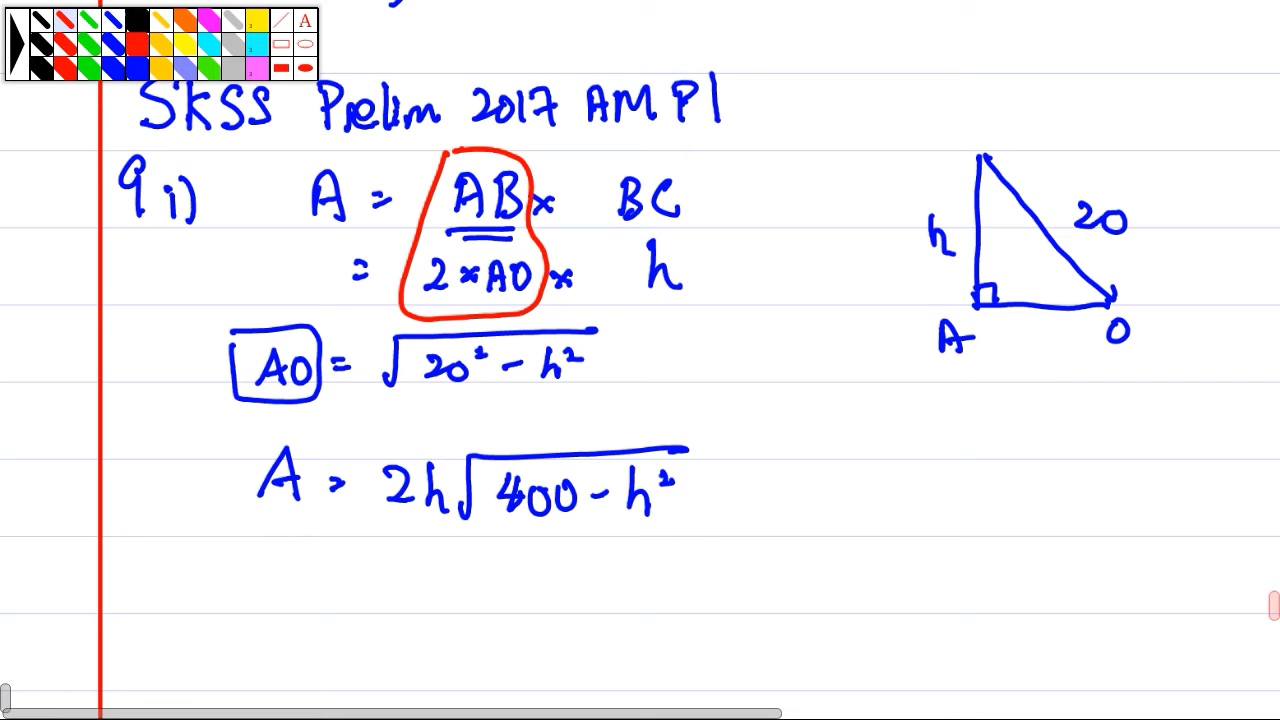 SKSS Prelim 2017 AM P1
9 i) A = AB × BC
= 2 × AO × h
AO = √(20² - h²)
A = 2h√(400 - h²)
h
20
A
O
A